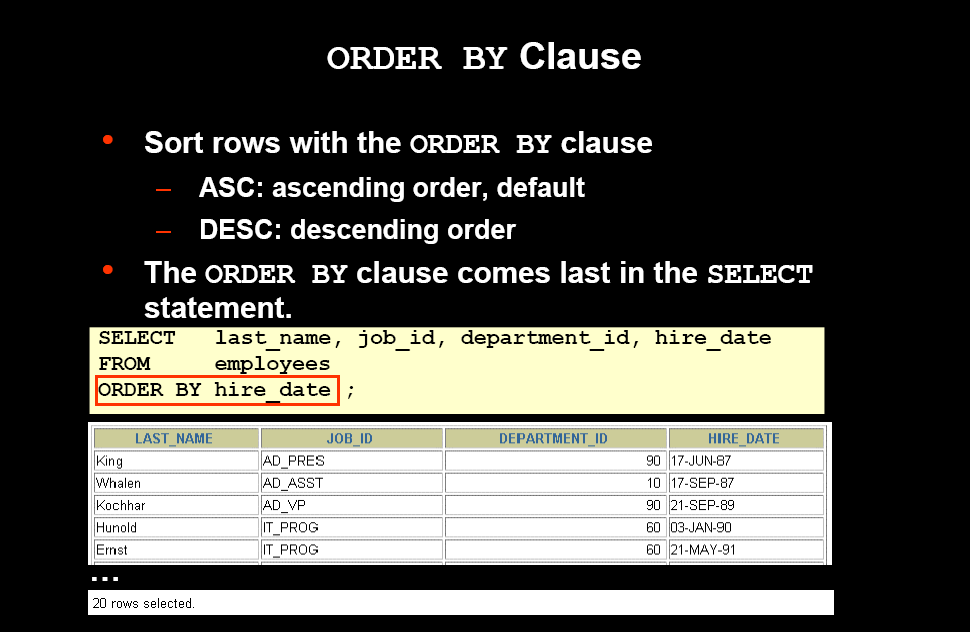 ORDER BY Clause
• Sort rows with the ORDER BY clause
– ASC: ascending order, default
– DESC: descending order
• The ORDER BY clause comes last in the SELECT
statement.
SELECT last_name, job_id, department_id, hire_date
FROM employees
ORDER BY hire_date ;
LAST_NAME JOB_ID DEPARTMENT_ID HIRE_DATE
King AD_PRES 90 17-JUN-87
Whalen AD_ASST 10 17-SEP-87
Kochhar AD_VP 90 21-SEP-89
Hunold IT_PROG 60 03-JAN-90
Ernst IT_PROG 60 21-MAY-91
...
20 rows selected.